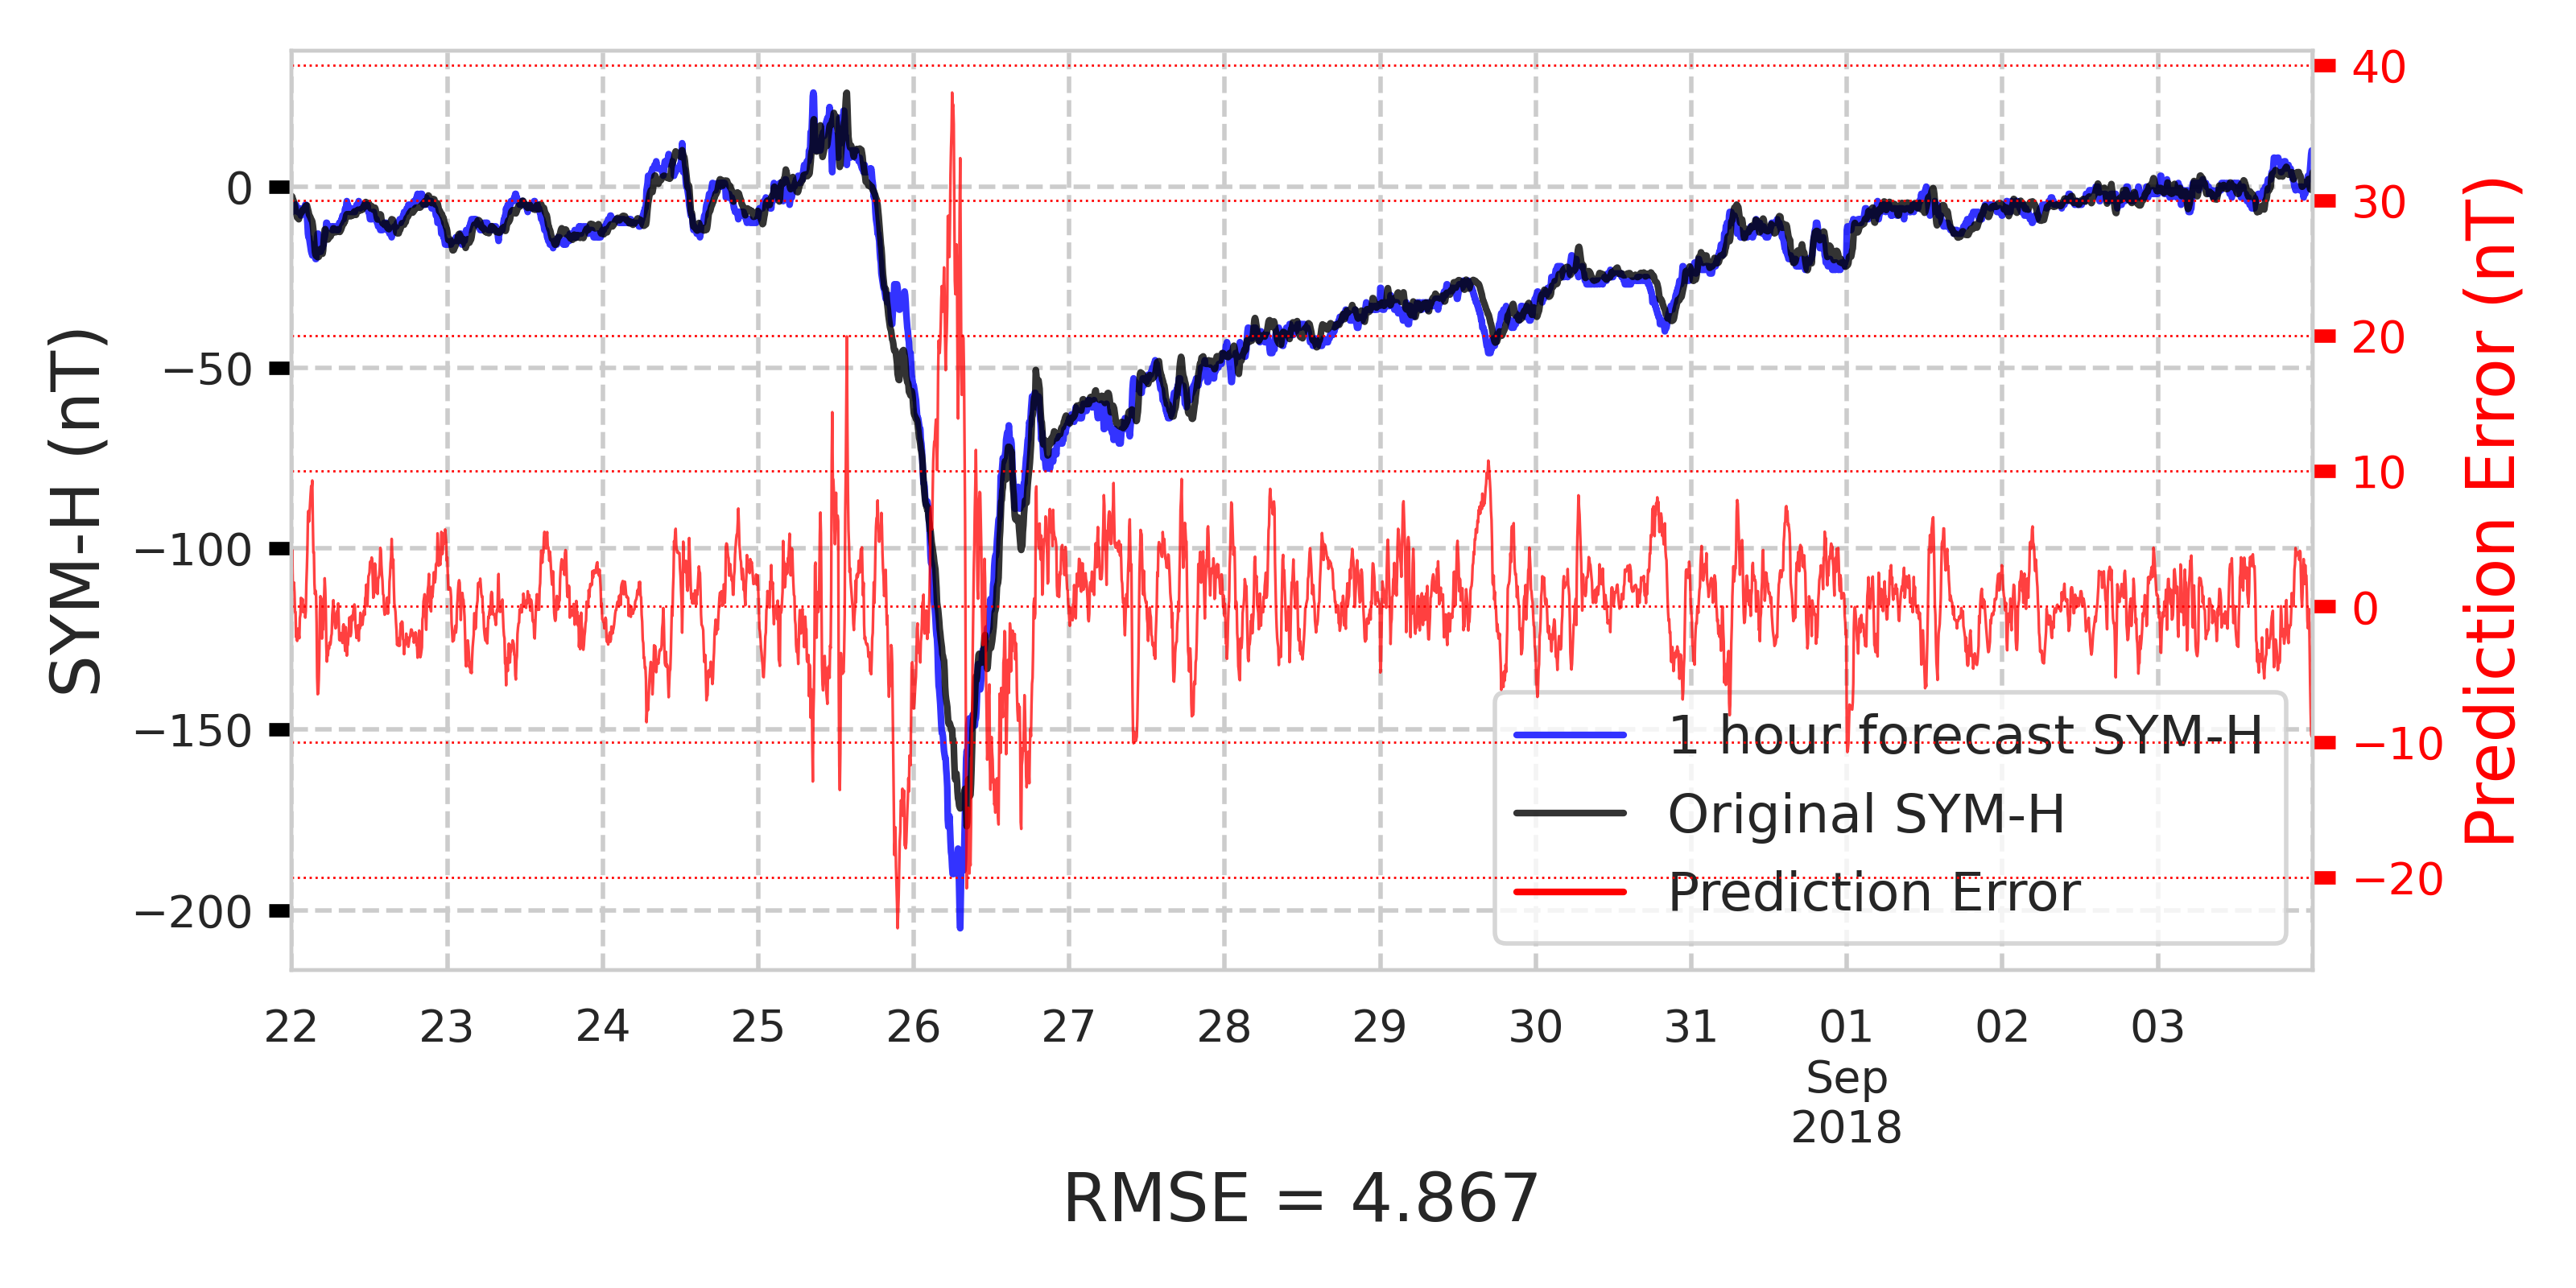 SYM-H (nT)
0
−50
−100
−150
−200
40
30
20
10
0
−10
−20
Prediction Error (nT)
1 hour forecast SYM-H
Original SYM-H
Prediction Error
22 23 24 25 26 27 28 29 30 31 01 02 03
Sep
2018
RMSE = 4.867